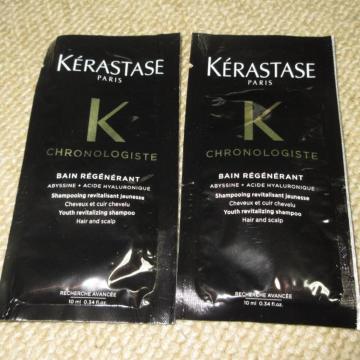 KÉRASTASE
PARIS
K
CHRONOLOGISTE
BAIN RÉGÉNÉRANT
ABYSSINE + ACIDE HYALURONIQUE
Shampooing revitalisant jeunesse
Cheveux et cuir chevelu
Youth revitalizing shampoo
Hair and scalp
RECHERCHE AVANCÉE
10 ml 0.34 fl.oz.
KÉRASTASE
PARIS
K
CHRONOLOGISTE
BAIN RÉGÉNÉRANT
ABYSSINE + ACIDE HYALURONIQUE
Shampooing revitalisant jeunesse
Cheveux et cuir chevelu
Youth revitalizing shampoo
Hair and scalp
RECHERCHE AVANCÉE
10 ml 0.34 fl.oz.